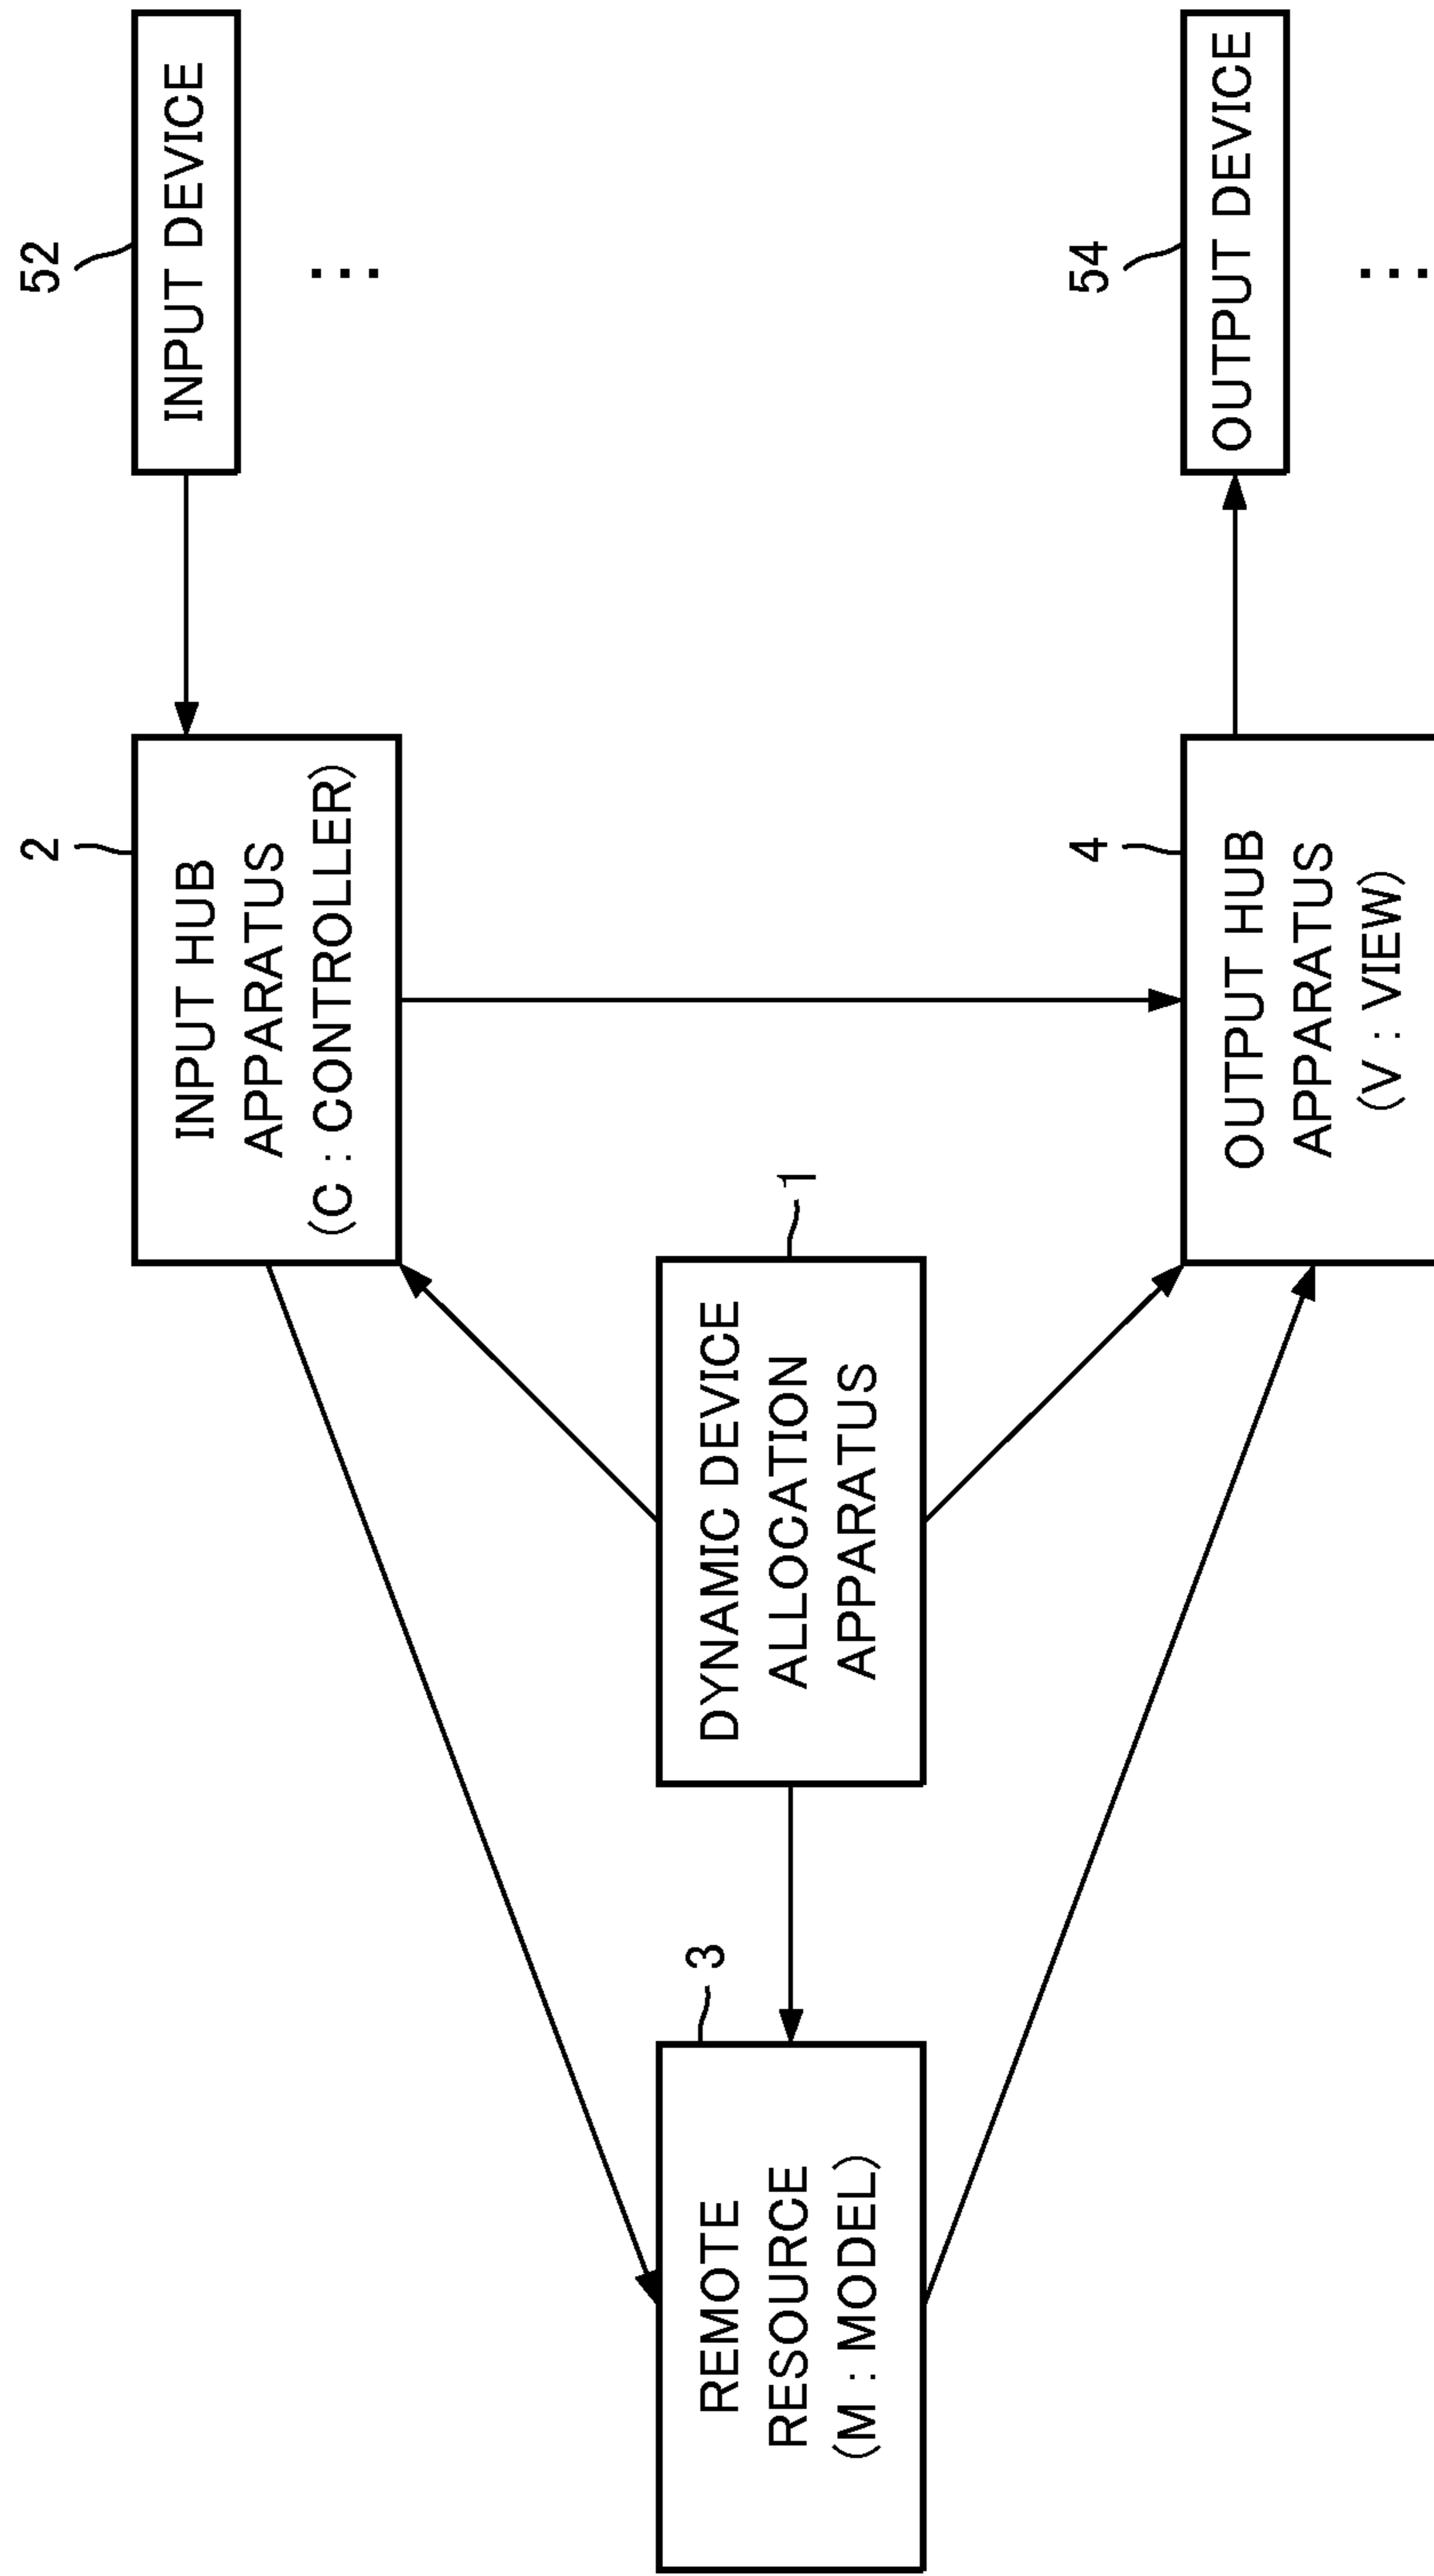 52
INPUT DEVICE
⋮
2
INPUT HUB
APPARATUS
(C : CONTROLLER)
1
DYNAMIC DEVICE
ALLOCATION
APPARATUS
3
REMOTE
RESOURCE
(M : MODEL)
4
OUTPUT HUB
APPARATUS
(V : VIEW)
54
OUTPUT DEVICE
⋮